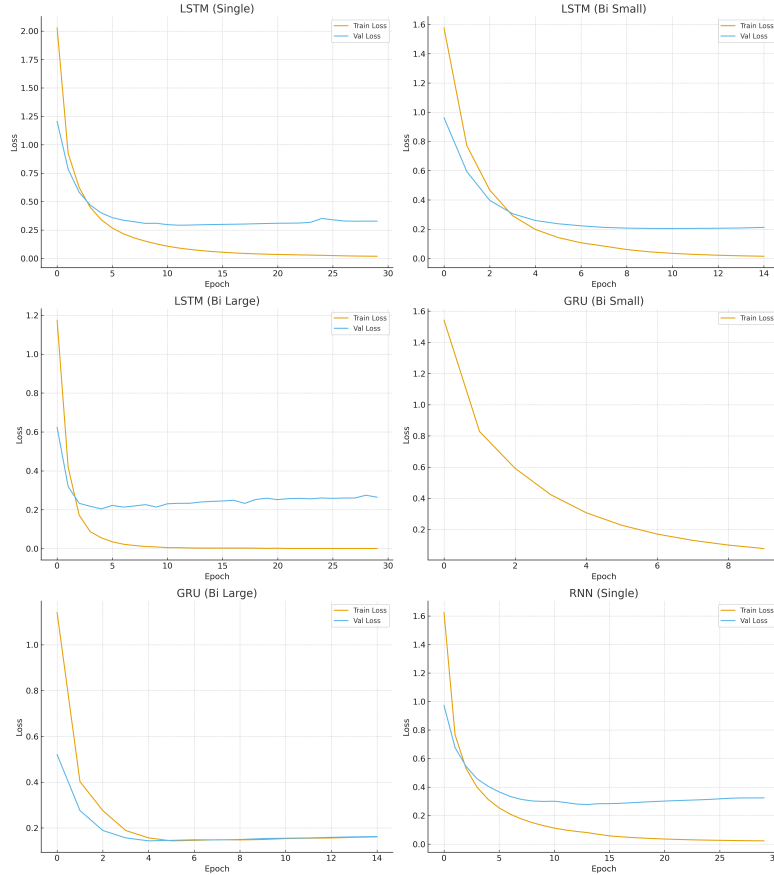 LSTM (Single)
Train Loss
Val Loss
2.00
1.75
1.50
1.25
1.00
0.75
0.50
0.25
0.00
Loss
0 5 10 15 20 25 30
Epoch
LSTM (Bi Small)
Train Loss
Val Loss
1.6
1.4
1.2
1.0
0.8
0.6
0.4
0.2
0.0
Loss
0 2 4 6 8 10 12 14
Epoch
LSTM (Bi Large)
Train Loss
Val Loss
1.2
1.0
0.8
0.6
0.4
0.2
0.0
Loss
0 5 10 15 20 25 30
Epoch
GRU (Bi Small)
Train Loss
1.6
1.4
1.2
1.0
0.8
0.6
0.4
0.2
Loss
0 2 4 6 8
Epoch
GRU (Bi Large)
Train Loss
Val Loss
1.0
0.8
0.6
0.4
0.2
Loss
0 2 4 6 8 10 12 14
Epoch
RNN (Single)
Train Loss
Val Loss
1.6
1.4
1.2
1.0
0.8
0.6
0.4
0.2
0.0
Loss
0 5 10 15 20 25
Epoch